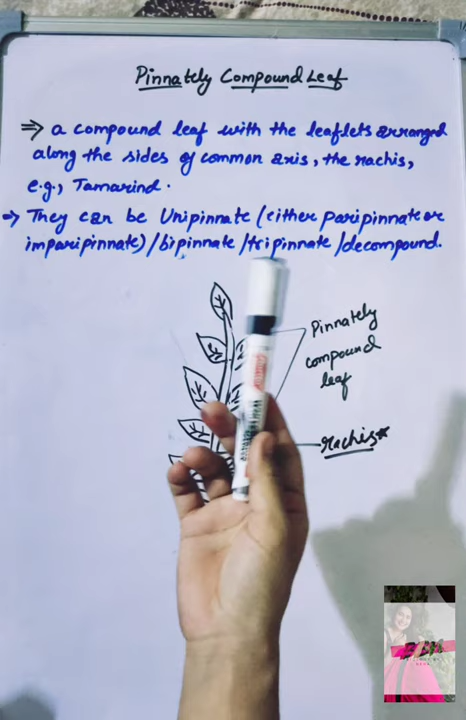 Pinnately Compound Leaf
⇒ a compound leaf with the leaflets arranged
along the sides of common axis, the rachis,
e.g., Tamarind.
⇒ They can be Unipinnate (either paripinnate or
imparipinnate) / bipinnate / tripinnate / decompound.
Pinnately
compound
leaf
rachis*